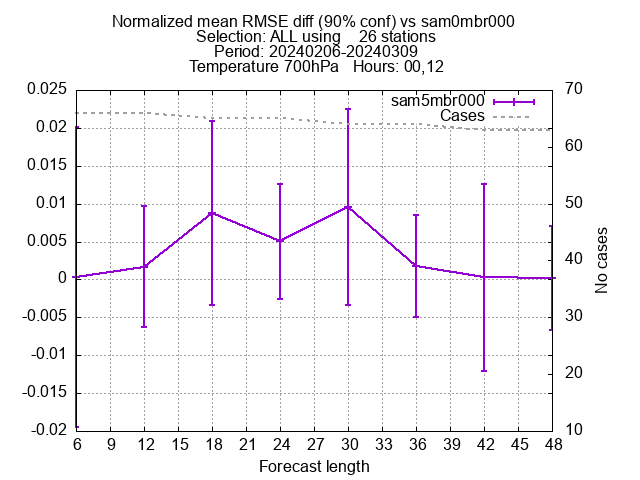 Normalized mean RMSE diff (90% conf) vs sam0mbr000
Selection: ALL using    26 stations
Period: 20240206-20240309
Temperature 700hPa   Hours: 00,12
sam5mbr000
Cases
0.025
0.02
0.015
0.01
0.005
0
-0.005
-0.01
-0.015
-0.02
70
60
50
40
30
20
10
No cases
6 9 12 15 18 21 24 27 30 33 36 39 42 45 48
Forecast length